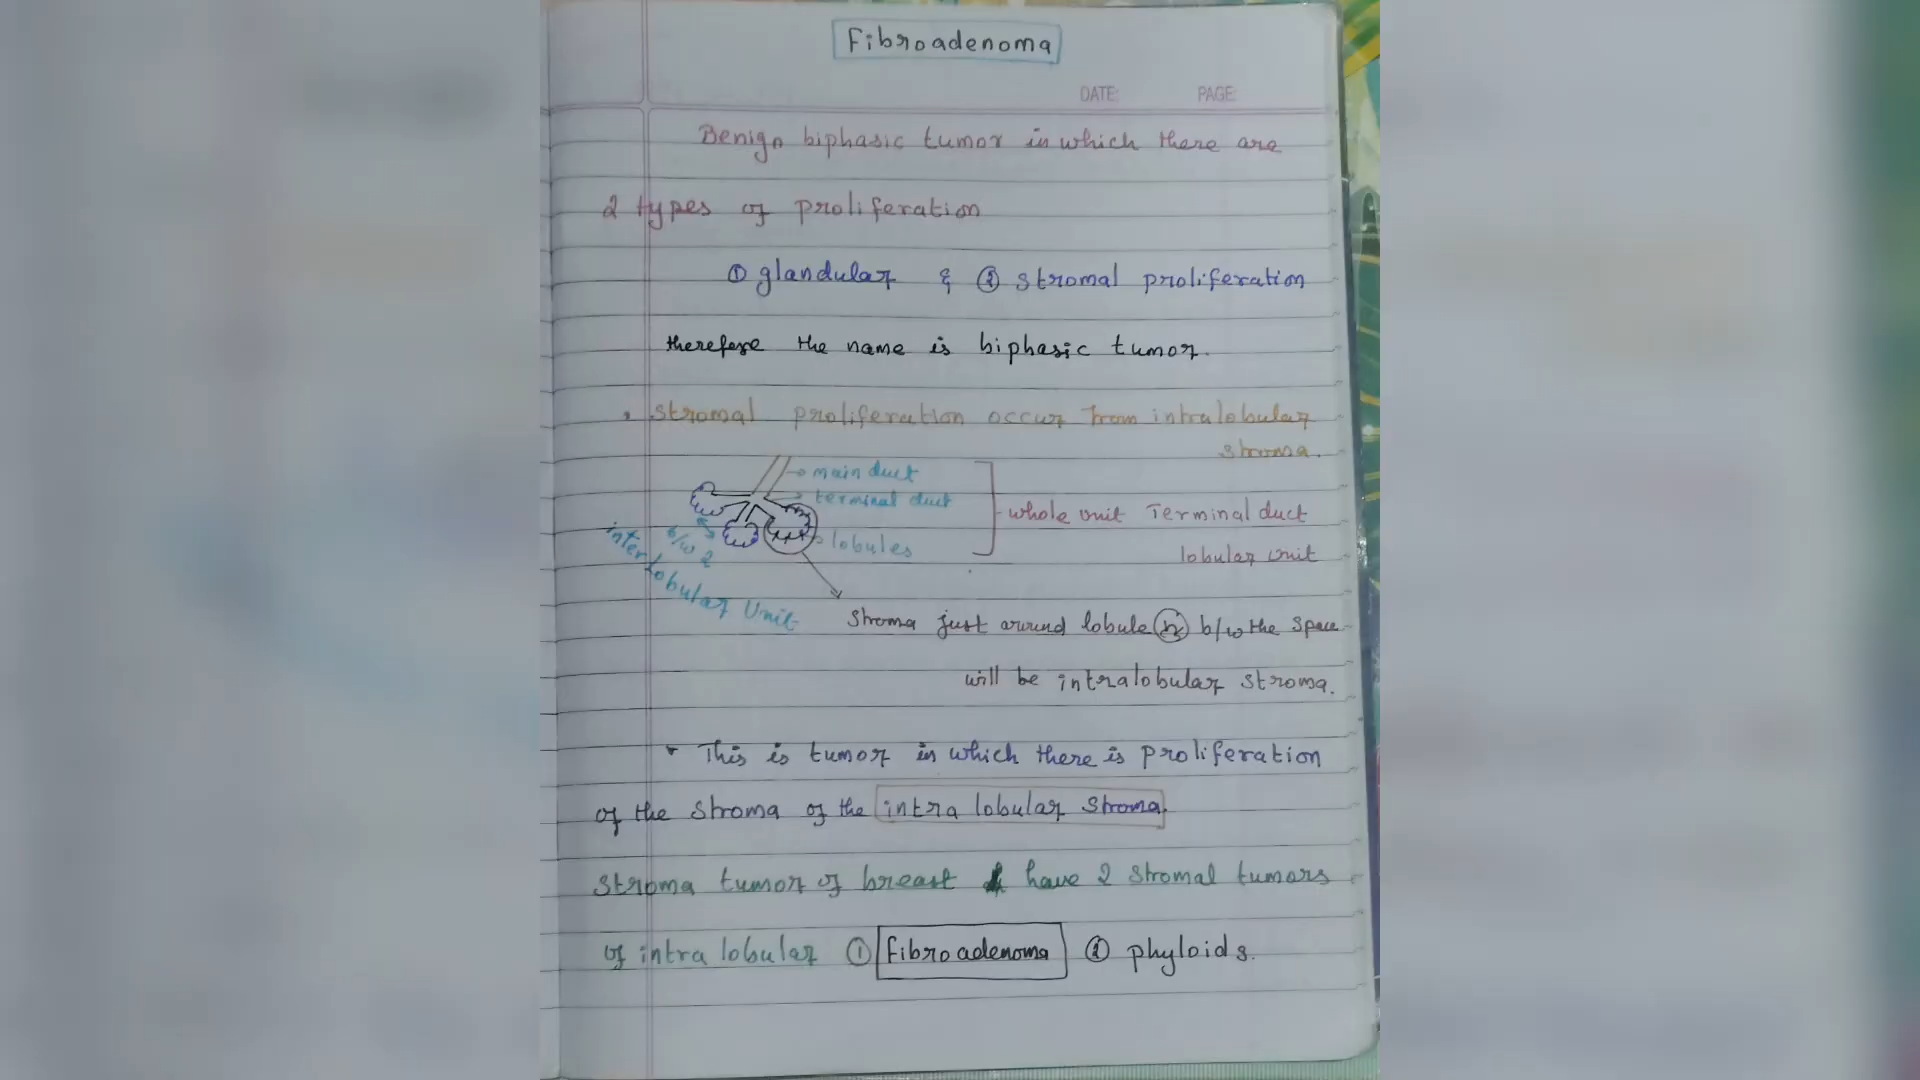 Fibroadenoma
DATE: PAGE:
Benign biphasic tumor in which there are
2 types of proliferation
① glandular & ② stromal proliferation
therefore the name is biphasic tumor.
• Stromal proliferation occur from intralobular
stroma.
main duct
terminal duct
lobules
whole unit Terminal duct
lobular unit
b/w 2
inter lobular Unit
Stroma just around lobule (or) b/w the space
will be intralobular stroma.
This is tumor in which there is proliferation
of the stroma of the intra lobular stroma.
Stroma tumor of breast have 2 stromal tumors
of intra lobular ① Fibroadenoma ② phyloids.